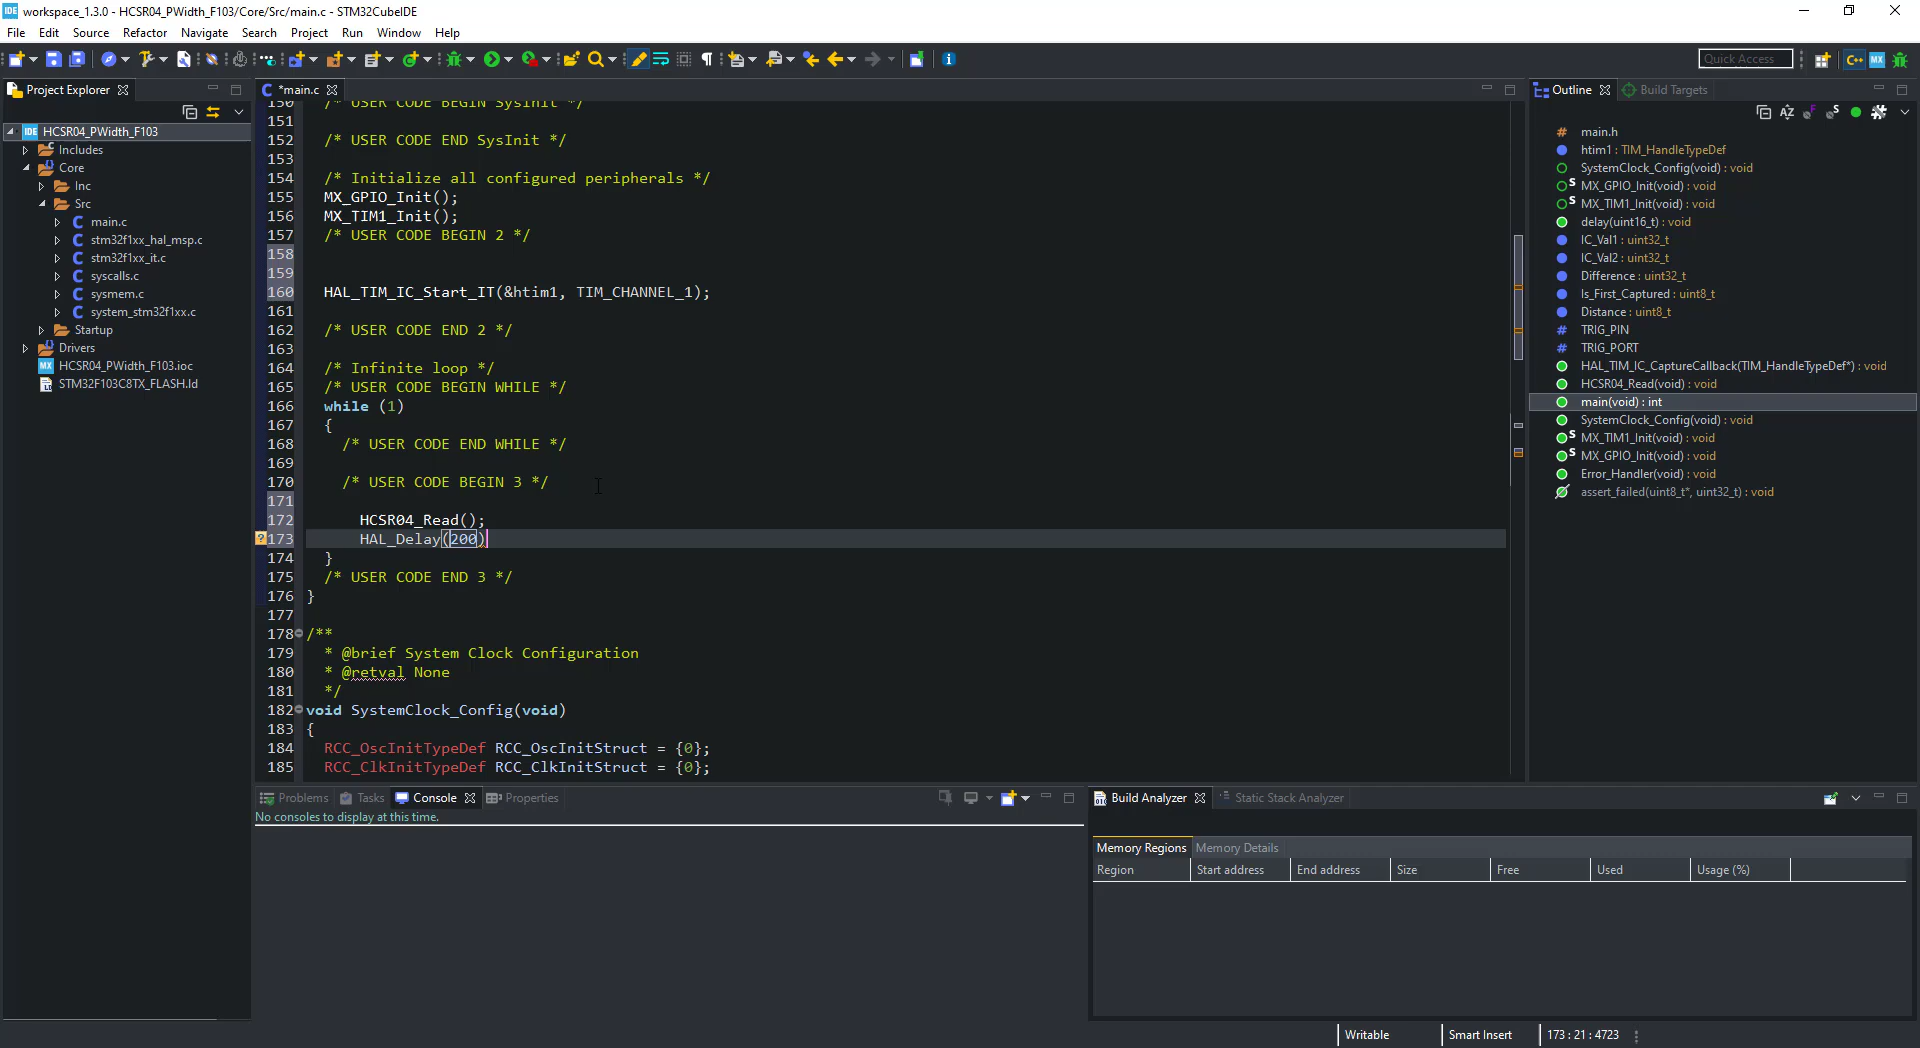 workspace_1.3.0 - HCSR04_PWidth_F103/Core/Src/main.c - STM32CubeIDE
File Edit Source Refactor Navigate Search Project Run Window Help
Quick Access
Project Explorer
HCSR04_PWidth_F103
Includes
Core
Inc
Src
main.c
stm32f1xx_hal_msp.c
stm32f1xx_it.c
syscalls.c
sysmem.c
system_stm32f1xx.c
Startup
Drivers
HCSR04_PWidth_F103.ioc
STM32F103C8TX_FLASH.ld
*main.c
150 /* USER CODE BEGIN SysInit */
151
152 /* USER CODE END SysInit */
153
154 /* Initialize all configured peripherals */
155 MX_GPIO_Init();
156 MX_TIM1_Init();
157 /* USER CODE BEGIN 2 */
158
159
160 HAL_TIM_IC_Start_IT(&htim1, TIM_CHANNEL_1);
161
162 /* USER CODE END 2 */
163
164 /* Infinite loop */
165 /* USER CODE BEGIN WHILE */
166 while (1)
167 {
168 /* USER CODE END WHILE */
169
170 /* USER CODE BEGIN 3 */
171
172 HCSR04_Read();
173 HAL_Delay(200)
174 }
175 /* USER CODE END 3 */
176 }
177
178 /**
179 * @brief System Clock Configuration
180 * @retval None
181 */
182 void SystemClock_Config(void)
183 {
184 RCC_OscInitTypeDef RCC_OscInitStruct = {0};
185 RCC_ClkInitTypeDef RCC_ClkInitStruct = {0};
Outline Build Targets
main.h
htim1 : TIM_HandleTypeDef
SystemClock_Config(void) : void
MX_GPIO_Init(void) : void
MX_TIM1_Init(void) : void
delay(uint16_t) : void
IC_Val1 : uint32_t
IC_Val2 : uint32_t
Difference : uint32_t
Is_First_Captured : uint8_t
Distance : uint8_t
TRIG_PIN
TRIG_PORT
HAL_TIM_IC_CaptureCallback(TIM_HandleTypeDef*) : void
HCSR04_Read(void) : void
main(void) : int
SystemClock_Config(void) : void
MX_TIM1_Init(void) : void
MX_GPIO_Init(void) : void
Error_Handler(void) : void
assert_failed(uint8_t*, uint32_t) : void
Problems Tasks Console Properties
No consoles to display at this time.
Build Analyzer Static Stack Analyzer
Memory Regions Memory Details
Region Start address End address Size Free Used Usage (%)
Writable Smart Insert 173 : 21 : 4723